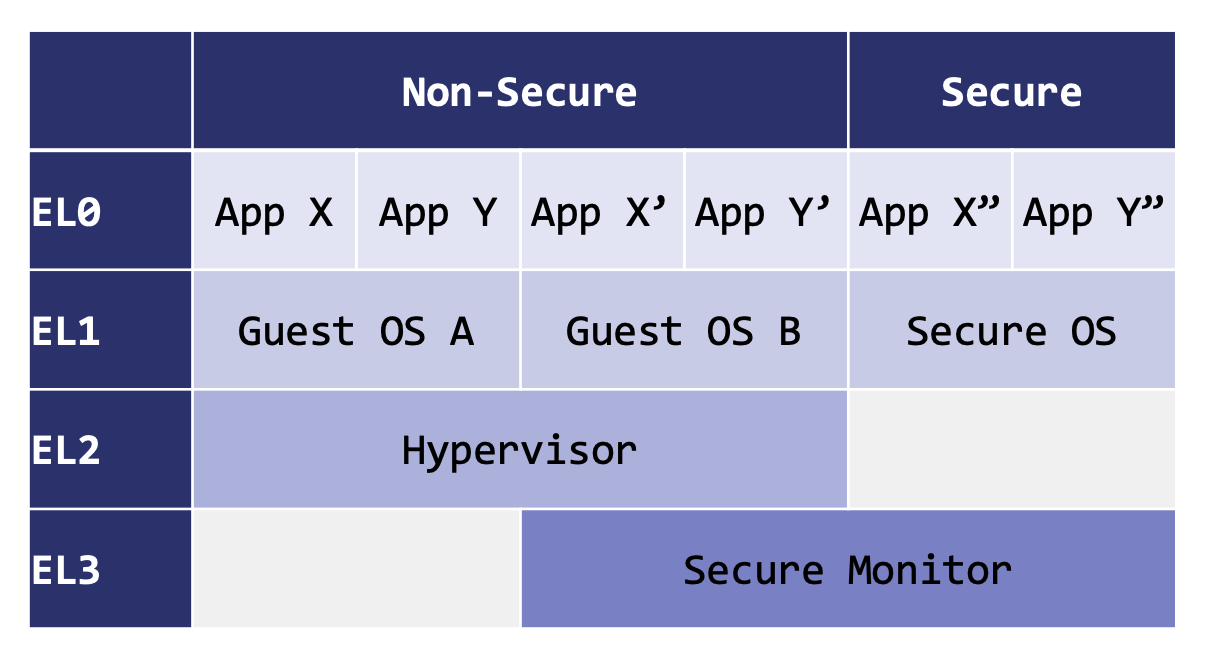 Non-Secure Secure
EL0 App X App Y App X’ App Y’ App X” App Y”
EL1 Guest OS A Guest OS B Secure OS
EL2 Hypervisor
EL3 Secure Monitor